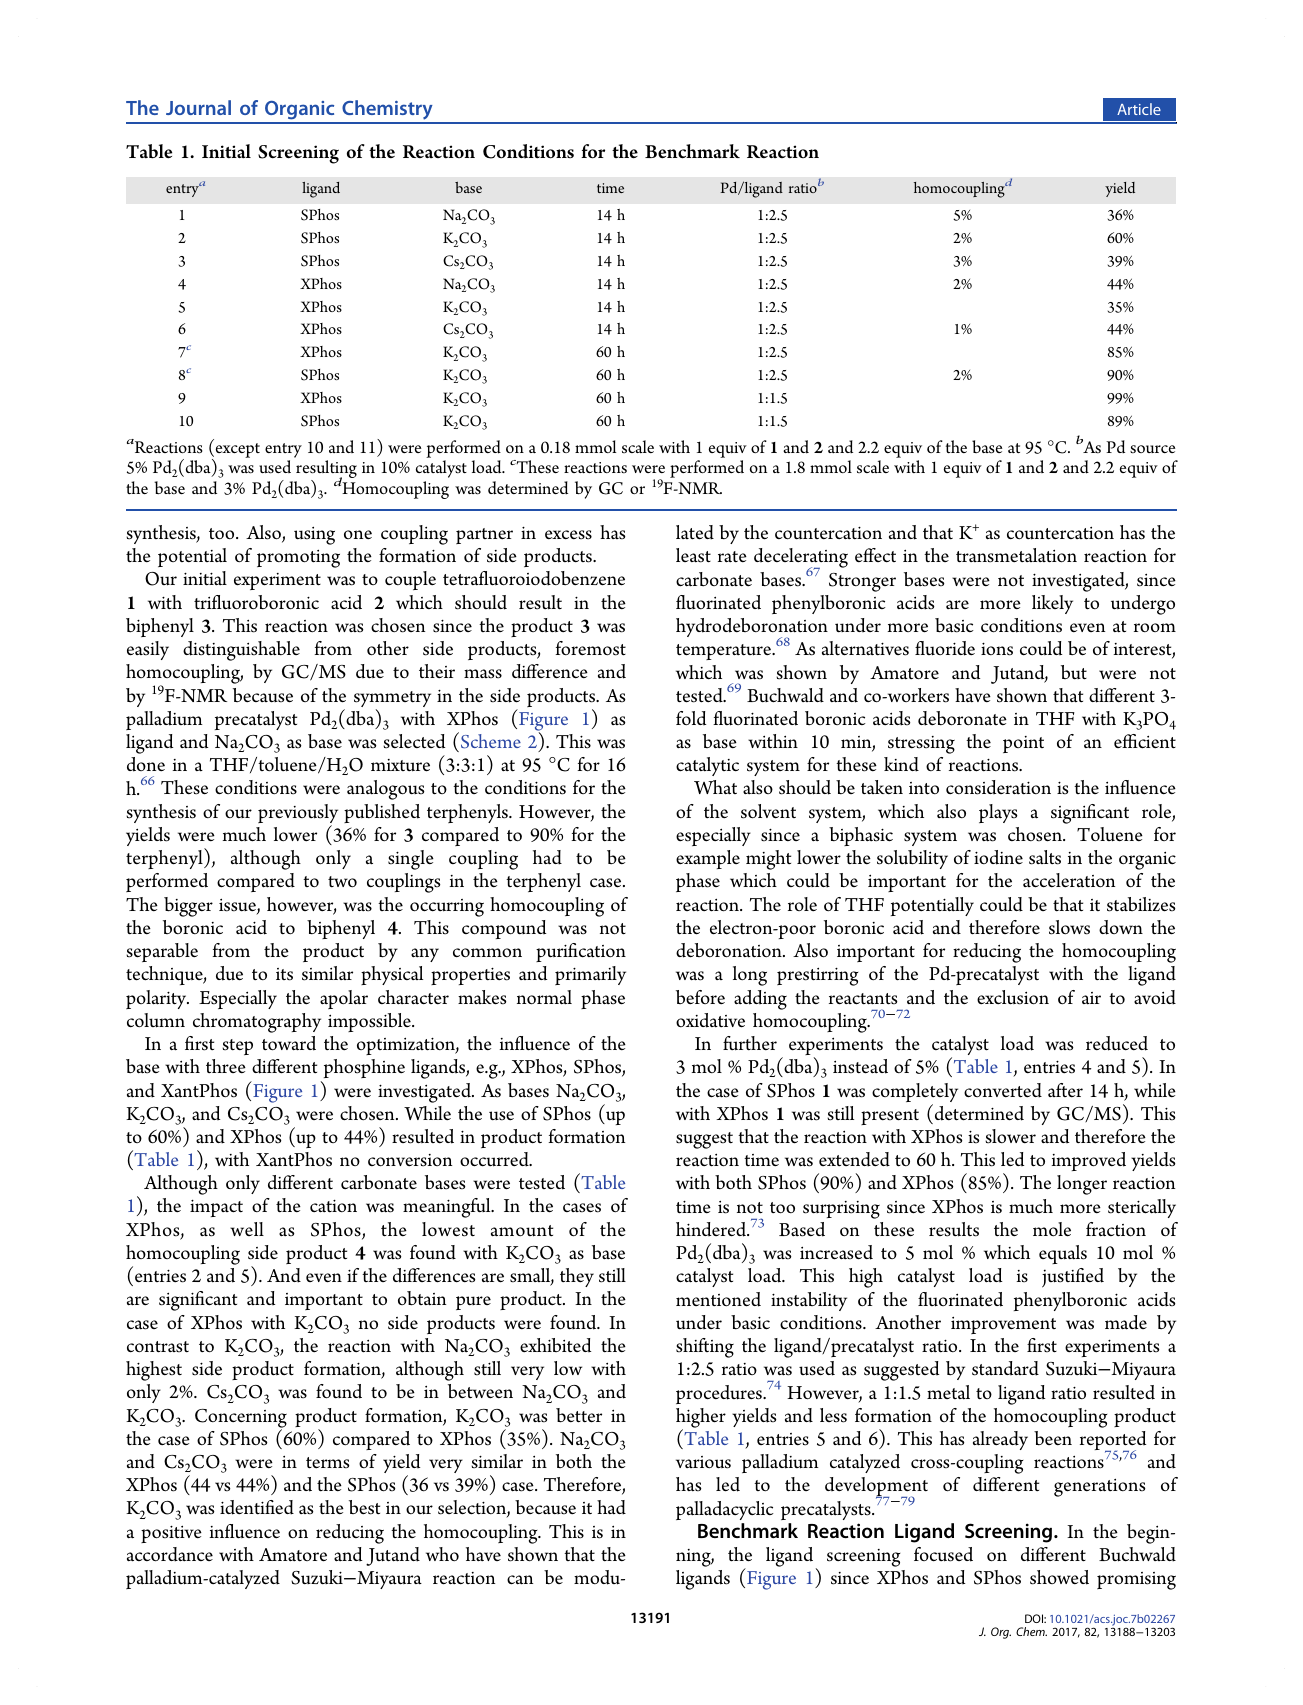 The Journal of Organic Chemistry
Article
Table 1. Initial Screening of the Reaction Conditions for the Benchmark Reaction
entryᵃ ligand base time Pd/ligand ratioᵇ homocouplingᵈ yield
1 SPhos Na₂CO₃ 14 h 1:2.5 5% 36%
2 SPhos K₂CO₃ 14 h 1:2.5 2% 60%
3 SPhos Cs₂CO₃ 14 h 1:2.5 3% 39%
4 XPhos Na₂CO₃ 14 h 1:2.5 2% 44%
5 XPhos K₂CO₃ 14 h 1:2.5 35%
6 XPhos Cs₂CO₃ 14 h 1:2.5 1% 44%
7ᶜ XPhos K₂CO₃ 60 h 1:2.5 85%
8ᶜ SPhos K₂CO₃ 60 h 1:2.5 2% 90%
9 XPhos K₂CO₃ 60 h 1:1.5 99%
10 SPhos K₂CO₃ 60 h 1:1.5 89%
ᵃReactions (except entry 10 and 11) were performed on a 0.18 mmol scale with 1 equiv of 1 and 2 and 2.2 equiv of the base at 95 °C. ᵇAs Pd source
5% Pd₂(dba)₃ was used resulting in 10% catalyst load. ᶜThese reactions were performed on a 1.8 mmol scale with 1 equiv of 1 and 2 and 2.2 equiv of
the base and 3% Pd₂(dba)₃. ᵈHomocoupling was determined by GC or ¹⁹F-NMR.
synthesis, too. Also, using one coupling partner in excess has
the potential of promoting the formation of side products.
Our initial experiment was to couple tetrafluoroiodobenzene
1 with trifluoroboronic acid 2 which should result in the
biphenyl 3. This reaction was chosen since the product 3 was
easily distinguishable from other side products, foremost
homocoupling, by GC/MS due to their mass difference and
by ¹⁹F-NMR because of the symmetry in the side products. As
palladium precatalyst Pd₂(dba)₃ with XPhos (Figure 1) as
ligand and Na₂CO₃ as base was selected (Scheme 2). This was
done in a THF/toluene/H₂O mixture (3:3:1) at 95 °C for 16
h.⁶⁶ These conditions were analogous to the conditions for the
synthesis of our previously published terphenyls. However, the
yields were much lower (36% for 3 compared to 90% for the
terphenyl), although only a single coupling had to be
performed compared to two couplings in the terphenyl case.
The bigger issue, however, was the occurring homocoupling of
the boronic acid to biphenyl 4. This compound was not
separable from the product by any common purification
technique, due to its similar physical properties and primarily
polarity. Especially the apolar character makes normal phase
column chromatography impossible.
In a first step toward the optimization, the influence of the
base with three different phosphine ligands, e.g., XPhos, SPhos,
and XantPhos (Figure 1) were investigated. As bases Na₂CO₃,
K₂CO₃, and Cs₂CO₃ were chosen. While the use of SPhos (up
to 60%) and XPhos (up to 44%) resulted in product formation
(Table 1), with XantPhos no conversion occurred.
Although only different carbonate bases were tested (Table
1), the impact of the cation was meaningful. In the cases of
XPhos, as well as SPhos, the lowest amount of the
homocoupling side product 4 was found with K₂CO₃ as base
(entries 2 and 5). And even if the differences are small, they still
are significant and important to obtain pure product. In the
case of XPhos with K₂CO₃ no side products were found. In
contrast to K₂CO₃, the reaction with Na₂CO₃ exhibited the
highest side product formation, although still very low with
only 2%. Cs₂CO₃ was found to be in between Na₂CO₃ and
K₂CO₃. Concerning product formation, K₂CO₃ was better in
the case of SPhos (60%) compared to XPhos (35%). Na₂CO₃
and Cs₂CO₃ were in terms of yield very similar in both the
XPhos (44 vs 44%) and the SPhos (36 vs 39%) case. Therefore,
K₂CO₃ was identified as the best in our selection, because it had
a positive influence on reducing the homocoupling. This is in
accordance with Amatore and Jutand who have shown that the
palladium-catalyzed Suzuki−Miyaura reaction can be modu-
lated by the countercation and that K⁺ as countercation has the
least rate decelerating effect in the transmetalation reaction for
carbonate bases.⁶⁷ Stronger bases were not investigated, since
fluorinated phenylboronic acids are more likely to undergo
hydrodeboronation under more basic conditions even at room
temperature.⁶⁸ As alternatives fluoride ions could be of interest,
which was shown by Amatore and Jutand, but were not
tested.⁶⁹ Buchwald and co-workers have shown that different 3-
fold fluorinated boronic acids deboronate in THF with K₃PO₄
as base within 10 min, stressing the point of an efficient
catalytic system for these kind of reactions.
What also should be taken into consideration is the influence
of the solvent system, which also plays a significant role,
especially since a biphasic system was chosen. Toluene for
example might lower the solubility of iodine salts in the organic
phase which could be important for the acceleration of the
reaction. The role of THF potentially could be that it stabilizes
the electron-poor boronic acid and therefore slows down the
deboronation. Also important for reducing the homocoupling
was a long prestirring of the Pd-precatalyst with the ligand
before adding the reactants and the exclusion of air to avoid
oxidative homocoupling.⁷⁰⁻⁷²
In further experiments the catalyst load was reduced to
3 mol % Pd₂(dba)₃ instead of 5% (Table 1, entries 4 and 5). In
the case of SPhos 1 was completely converted after 14 h, while
with XPhos 1 was still present (determined by GC/MS). This
suggest that the reaction with XPhos is slower and therefore the
reaction time was extended to 60 h. This led to improved yields
with both SPhos (90%) and XPhos (85%). The longer reaction
time is not too surprising since XPhos is much more sterically
hindered.⁷³ Based on these results the mole fraction of
Pd₂(dba)₃ was increased to 5 mol % which equals 10 mol %
catalyst load. This high catalyst load is justified by the
mentioned instability of the fluorinated phenylboronic acids
under basic conditions. Another improvement was made by
shifting the ligand/precatalyst ratio. In the first experiments a
1:2.5 ratio was used as suggested by standard Suzuki−Miyaura
procedures.⁷⁴ However, a 1:1.5 metal to ligand ratio resulted in
higher yields and less formation of the homocoupling product
(Table 1, entries 5 and 6). This has already been reported for
various palladium catalyzed cross-coupling reactions⁷⁵,⁷⁶ and
has led to the development of different generations of
palladacyclic precatalysts.⁷⁷⁻⁷⁹
Benchmark Reaction Ligand Screening. In the begin-
ning, the ligand screening focused on different Buchwald
ligands (Figure 1) since XPhos and SPhos showed promising
13191
DOI: 10.1021/acs.joc.7b02267
J. Org. Chem. 2017, 82, 13188−13203